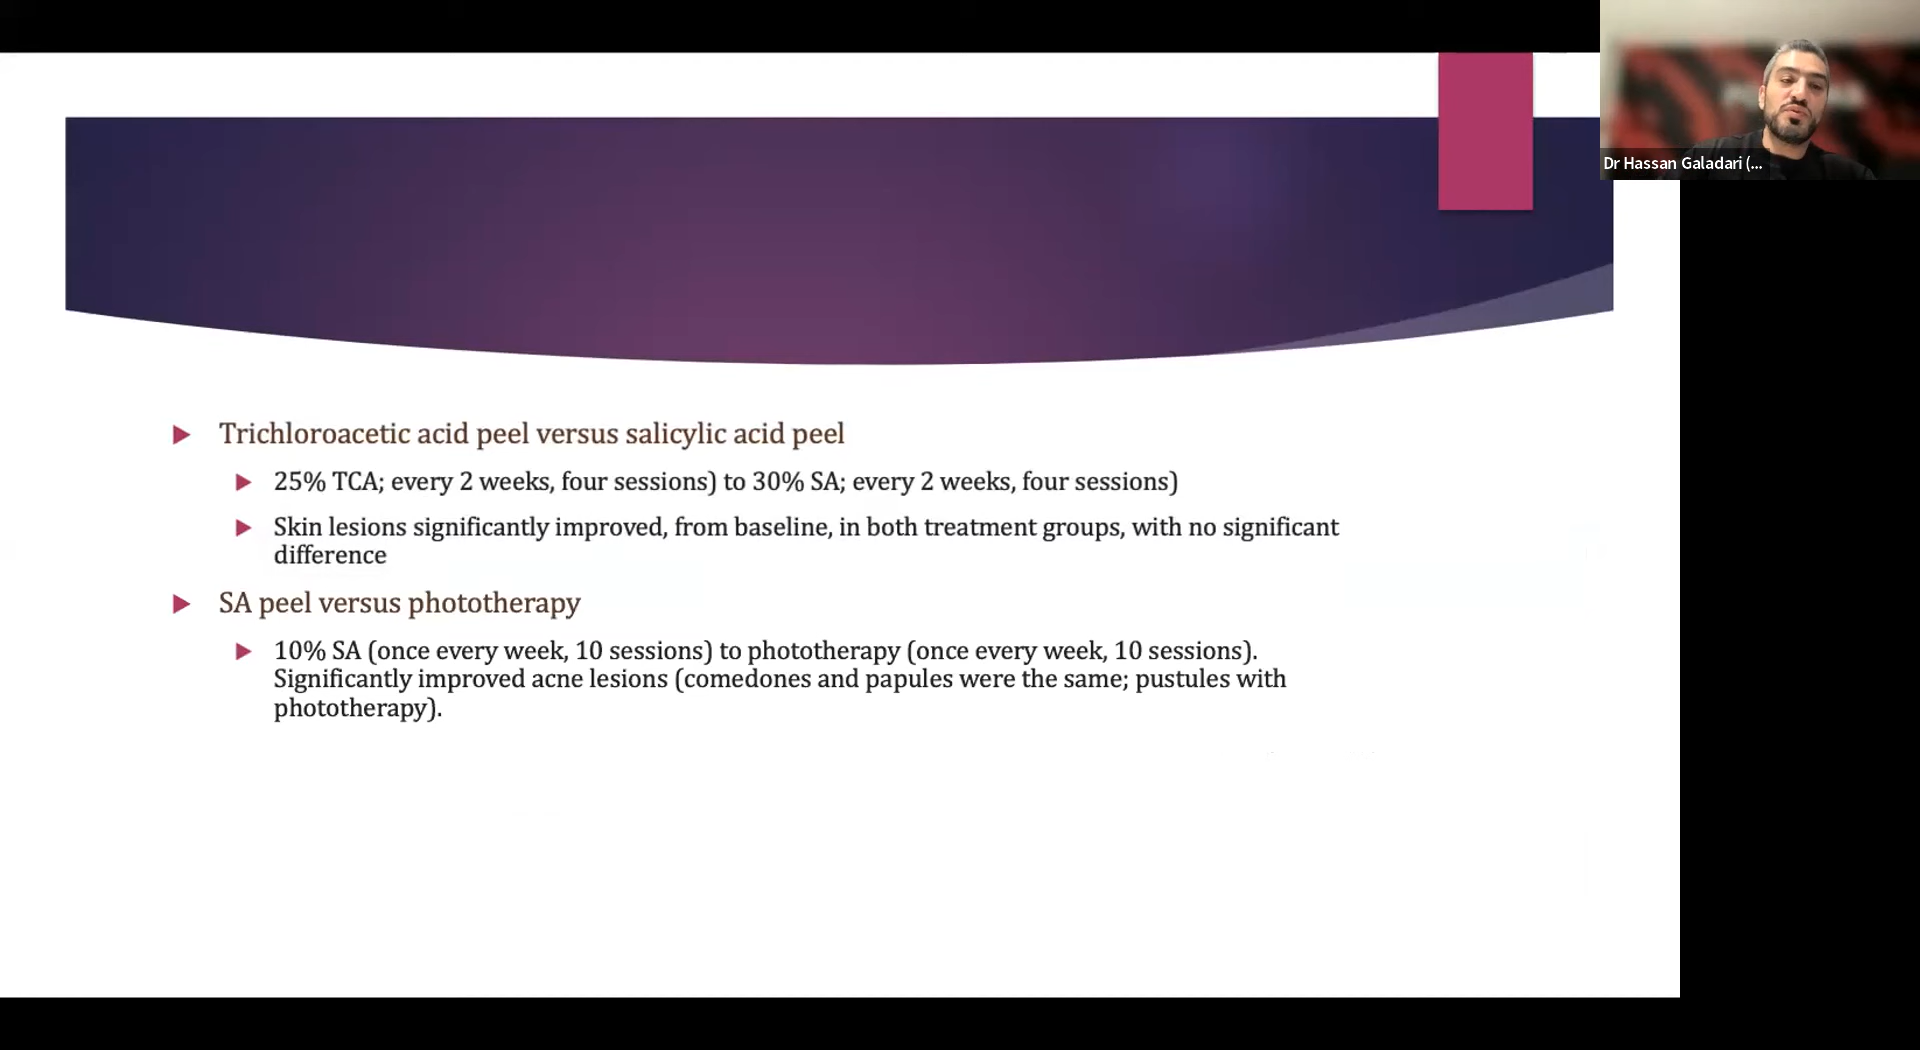 Dr Hassan Galadari (...
Trichloroacetic acid peel versus salicylic acid peel
25% TCA; every 2 weeks, four sessions) to 30% SA; every 2 weeks, four sessions)
Skin lesions significantly improved, from baseline, in both treatment groups, with no significant
difference
SA peel versus phototherapy
10% SA (once every week, 10 sessions) to phototherapy (once every week, 10 sessions).
Significantly improved acne lesions (comedones and papules were the same; pustules with
phototherapy).